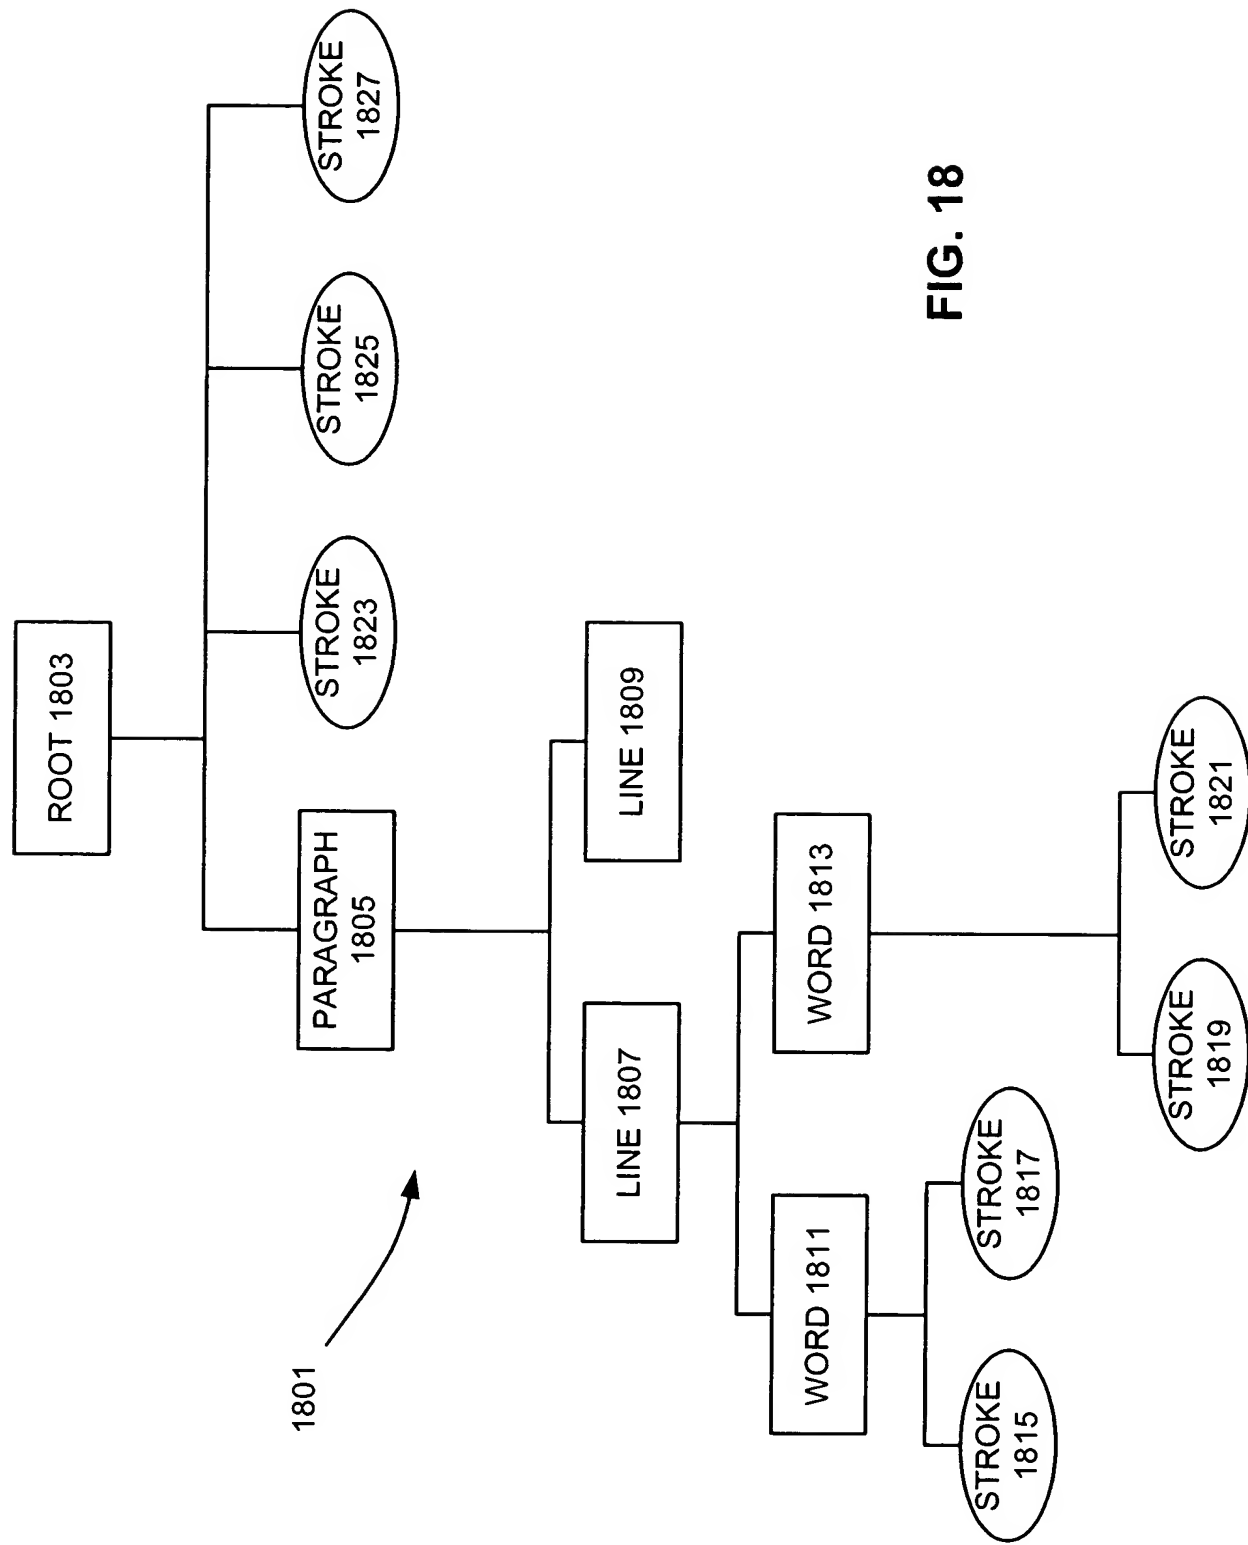 ROOT 1803
PARAGRAPH
1805
STROKE
1823
STROKE
1825
STROKE
1827
1801
LINE 1807
LINE 1809
WORD 1811
WORD 1813
STROKE
1815
STROKE
1817
STROKE
1819
STROKE
1821
FIG. 18